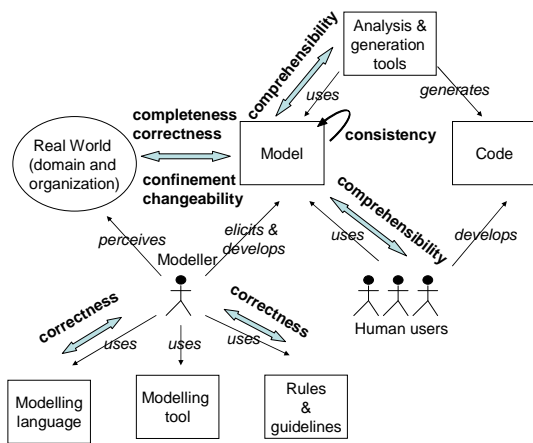 comprehensibility
Analysis &
generation
tools
uses
generates
completeness
correctness
Real World
(domain and
organization)
Model
consistency
Code
confinement
changeability
comprehensibility
perceives
elicits &
develops
uses
develops
Modeller
Human users
correctness
correctness
uses
uses
uses
Modelling
language
Modelling
tool
Rules
&
guidelines